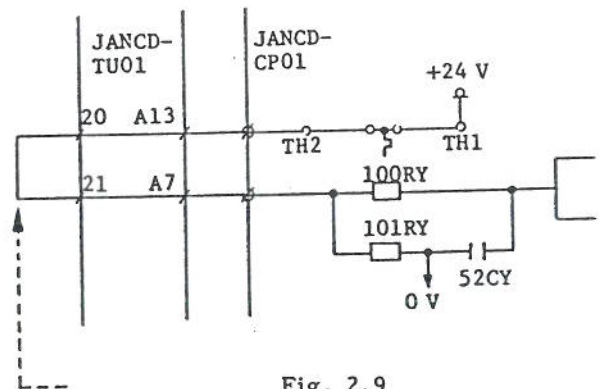 JANCD-
TU01
JANCD-
CP01
+24 V
20 A13
TH2
TH1
21 A7
100RY
101RY
52CY
0 V
Fig. 2.9